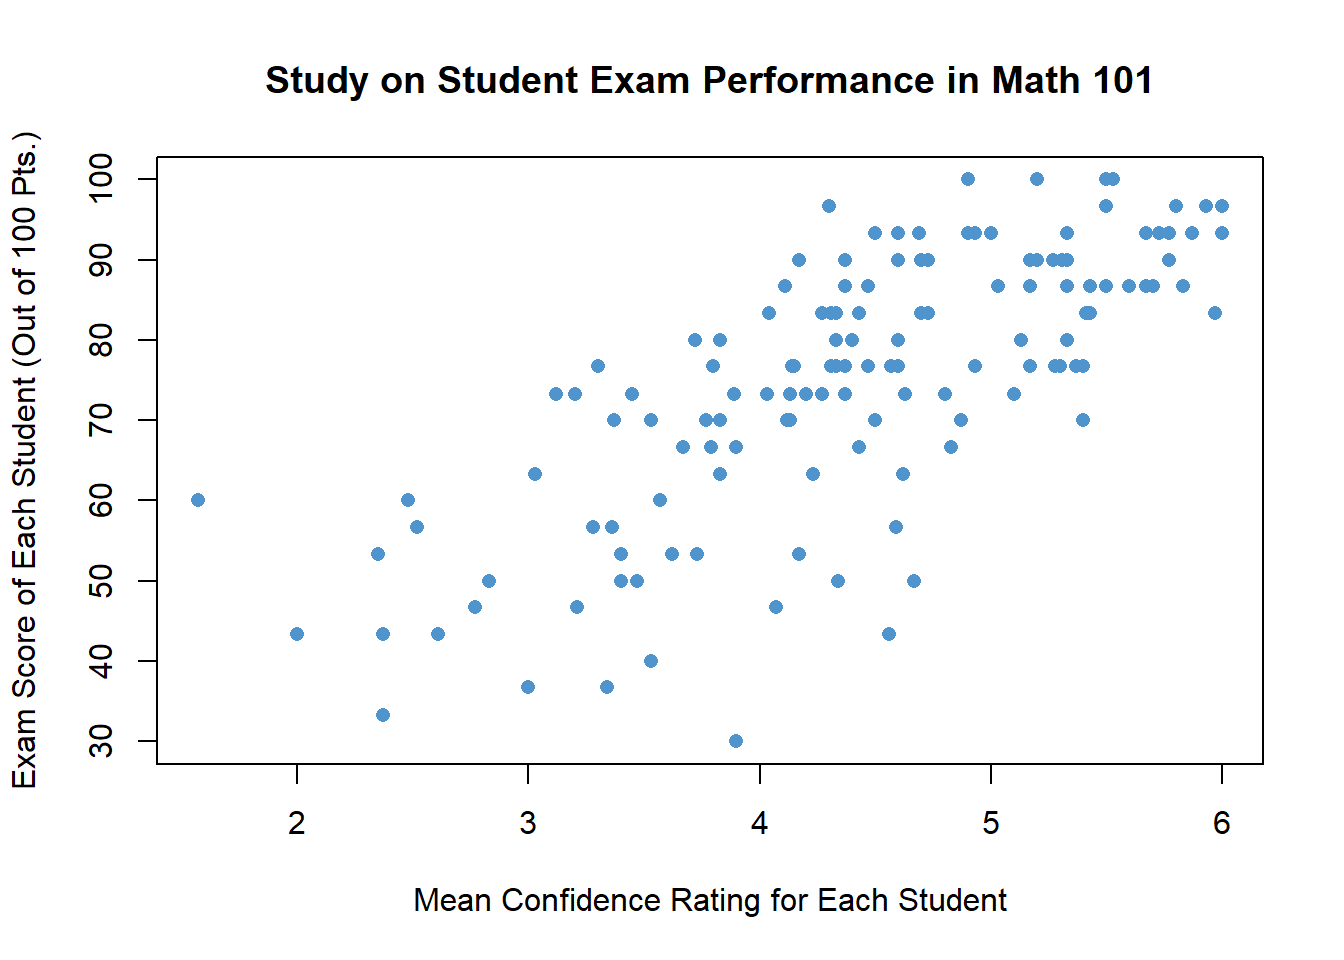 Study on Student Exam Performance in Math 101
Exam Score of Each Student (Out of 100 Pts.)
100
90
80
70
60
50
40
30
2 3 4 5 6
Mean Confidence Rating for Each Student